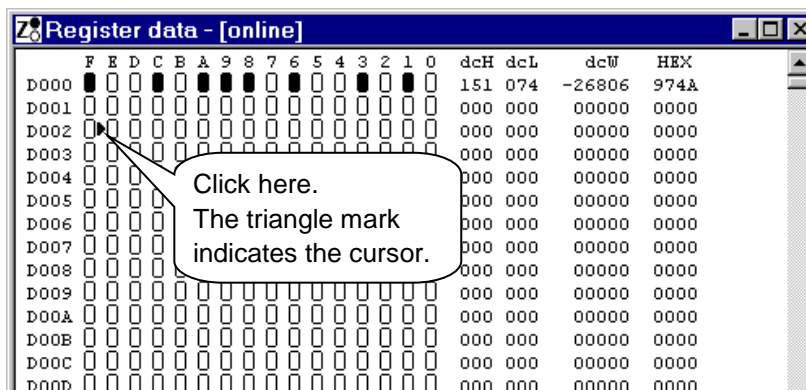 Z8 Register data - [online]
F E D C B A 9 8 7 6 5 4 3 2 1 0 dcH dcL dcW HEX
D000 151 074 -26806 974A
D001 000 000 00000 0000
D002 000 000 00000 0000
D003 000 000 00000 0000
D004 000 000 00000 0000
D005 000 000 00000 0000
D006 000 000 00000 0000
D007 000 000 00000 0000
D008 000 000 00000 0000
D009 000 000 00000 0000
D00A 000 000 00000 0000
D00B 000 000 00000 0000
D00C 000 000 00000 0000
D00D 000 000 00000 0000
Click here.
The triangle mark
indicates the cursor.